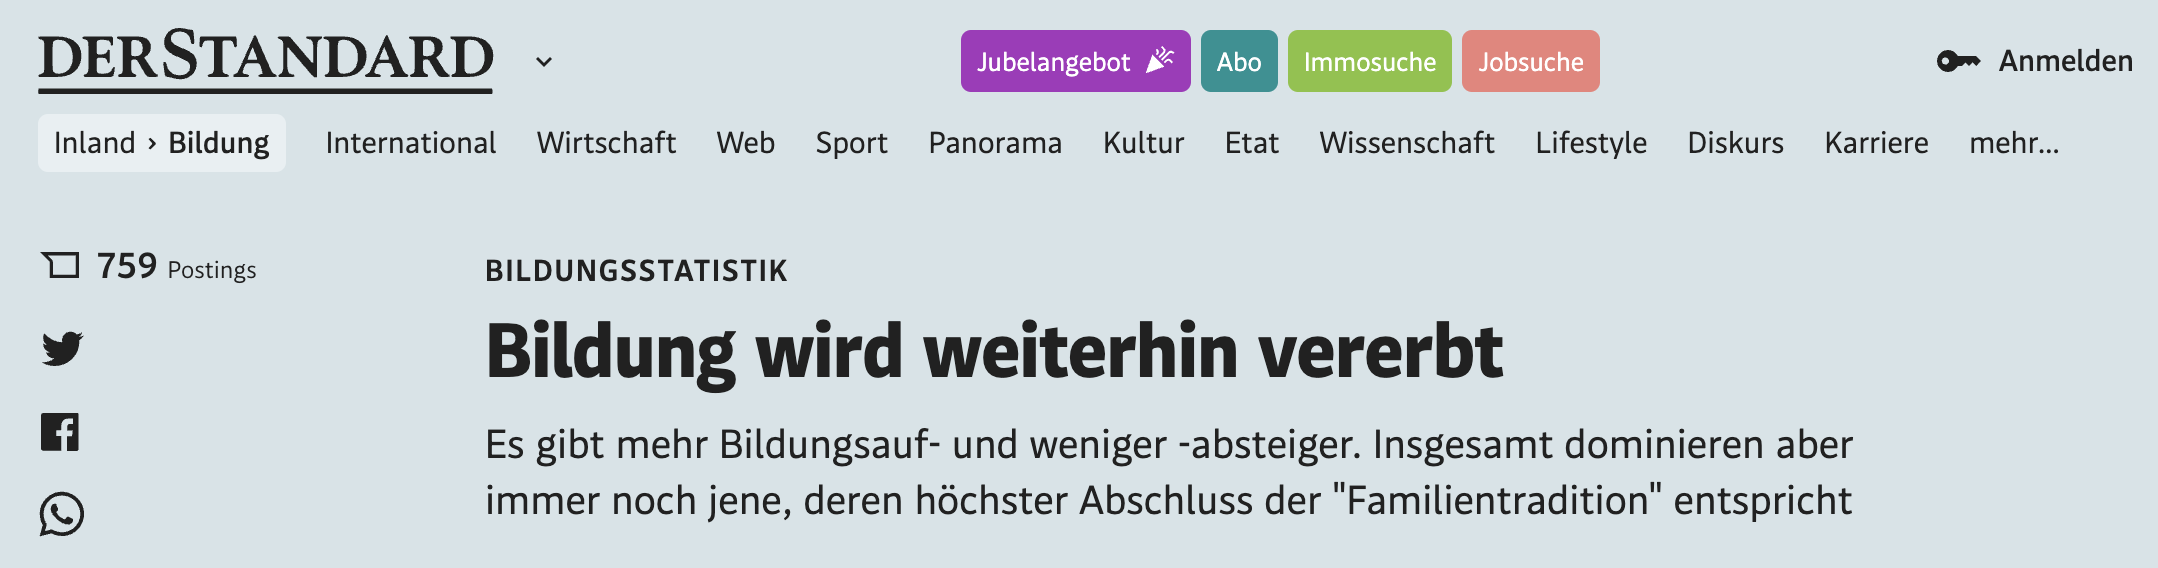 DERSTANDARD
Jubelangebot
Abo
Immosuche
Jobsuche
Anmelden
Inland › Bildung
International
Wirtschaft
Web
Sport
Panorama
Kultur
Etat
Wissenschaft
Lifestyle
Diskurs
Karriere
mehr...
759 Postings
BILDUNGSSTATISTIK
Bildung wird weiterhin vererbt
Es gibt mehr Bildungsauf- und weniger -absteiger. Insgesamt dominieren aber
immer noch jene, deren höchster Abschluss der "Familientradition" entspricht